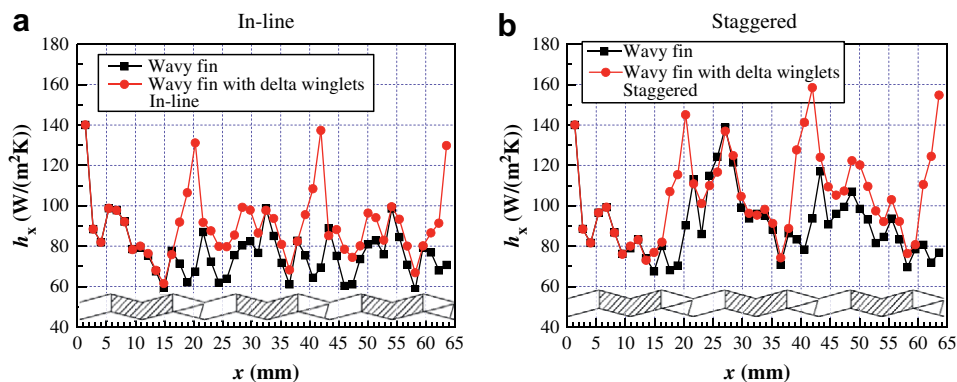 a
In-line
180
160
140
120
100
80
60
40
hx (W/(m2K))
Wavy fin
Wavy fin with delta winglets
In-line
0 5 10 15 20 25 30 35 40 45 50 55 60 65
x (mm)
b
Staggered
180
160
140
120
100
80
60
40
hx (W/(m2K))
Wavy fin
Wavy fin with delta winglets
Staggered
0 5 10 15 20 25 30 35 40 45 50 55 60 65
x (mm)